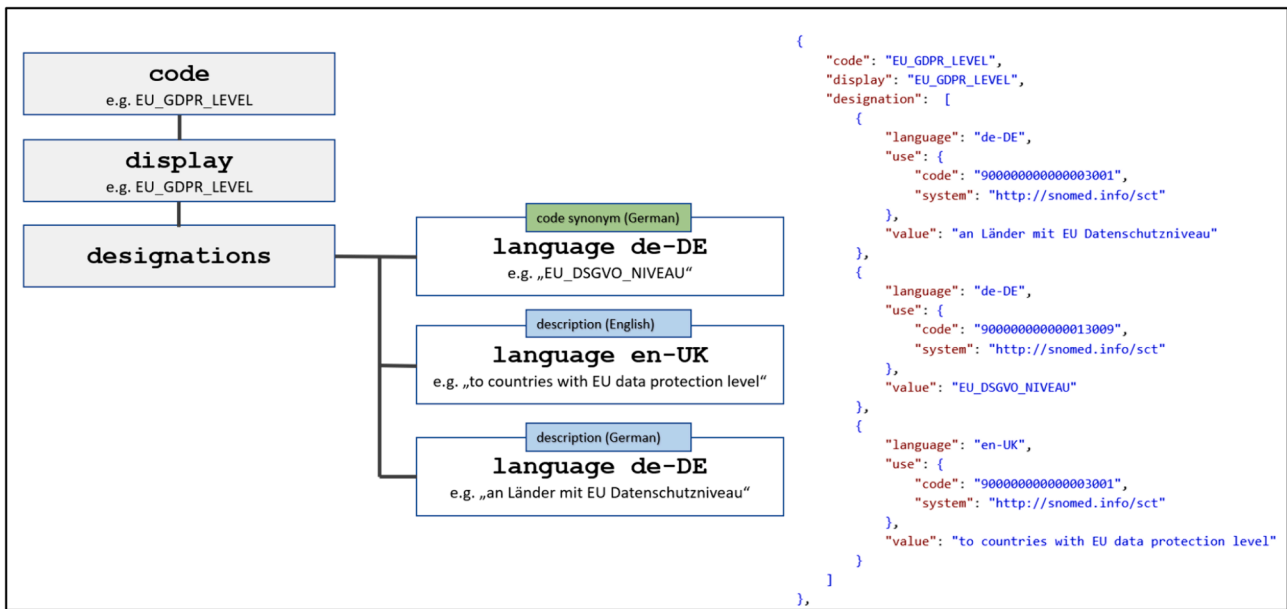 code
e.g. EU_GDPR_LEVEL
display
e.g. EU_GDPR_LEVEL
designations
code synonym (German)
language de-DE
e.g. „EU_DSGVO_NIVEAU“
description (English)
language en-UK
e.g. „to countries with EU data protection level“
description (German)
language de-DE
e.g. „an Länder mit EU Datenschutzniveau“
{
"code": "EU_GDPR_LEVEL",
"display": "EU_GDPR_LEVEL",
"designation": [
{
"language": "de-DE",
"use": {
"code": "900000000000003001",
"system": "http://snomed.info/sct"
},
"value": "an Länder mit EU Datenschutzniveau"
},
{
"language": "de-DE",
"use": {
"code": "900000000000013009",
"system": "http://snomed.info/sct"
},
"value": "EU_DSGVO_NIVEAU"
},
{
"language": "en-UK",
"use": {
"code": "900000000000003001",
"system": "http://snomed.info/sct"
},
"value": "to countries with EU data protection level"
}
]
},